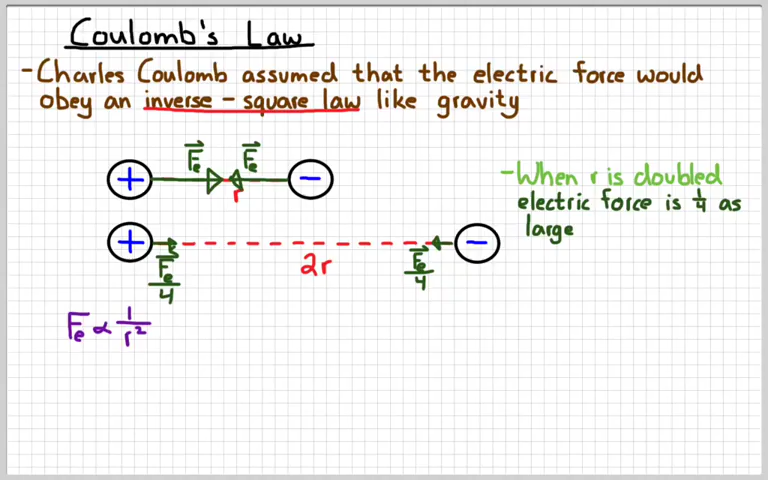 Coulomb's Law
- Charles Coulomb assumed that the electric force would
obey an inverse-square law like gravity
+ F⃗e F⃗e −
r
- When r is doubled
electric force is 1/4 as
large
+ −
F⃗e/4 2r F⃗e/4
Fe ∝ 1/r²